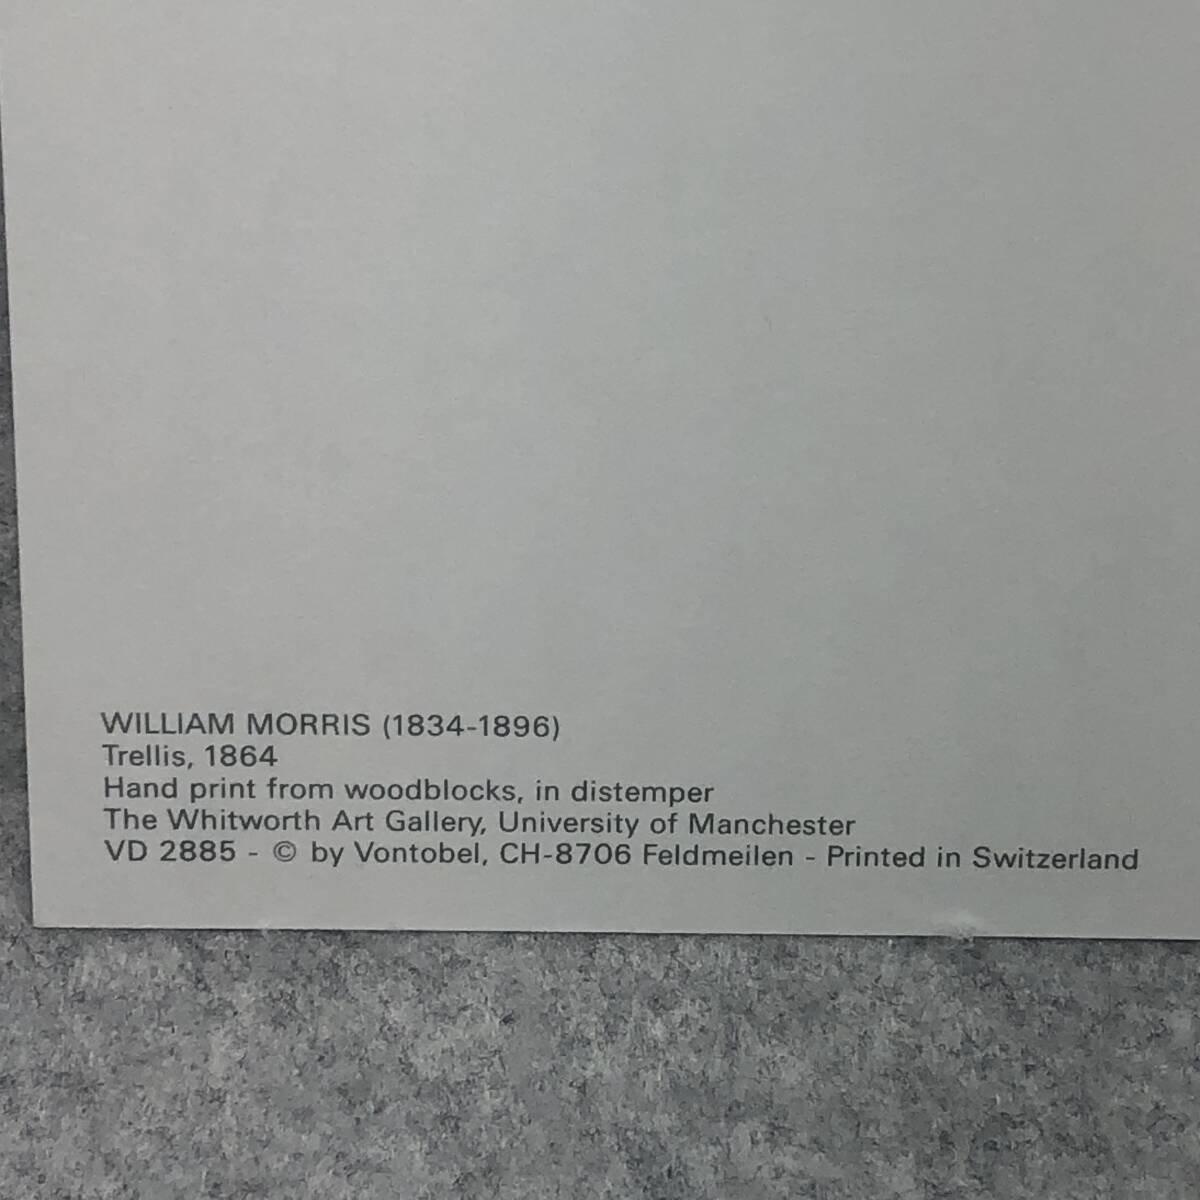 WILLIAM MORRIS (1834-1896)
Trellis, 1864
Hand print from woodblocks, in distemper
The Whitworth Art Gallery, University of Manchester
VD 2885 - © by Vontobel, CH-8706 Feldmeilen - Printed in Switzerland